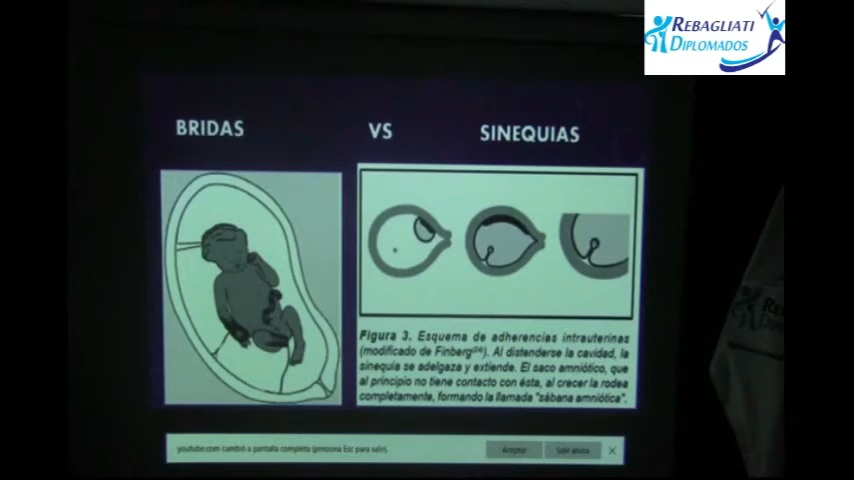 REBAGLIATI
DIPLOMADOS
BRIDAS VS SINEQUIAS
Figura 3. Esquema de adherencias intrauterinas
(modificado de Finberg(24)). Al distenderse la cavidad, la
sinequia se adelgaza y extiende. El saco amniótico, que
al principio no tiene contacto con ésta, al crecer la rodea
completamente, formando la llamada "sábana amniótica".
youtube.com cambió a pantalla completa (presiona Esc para salir). Aceptar Salir ahora